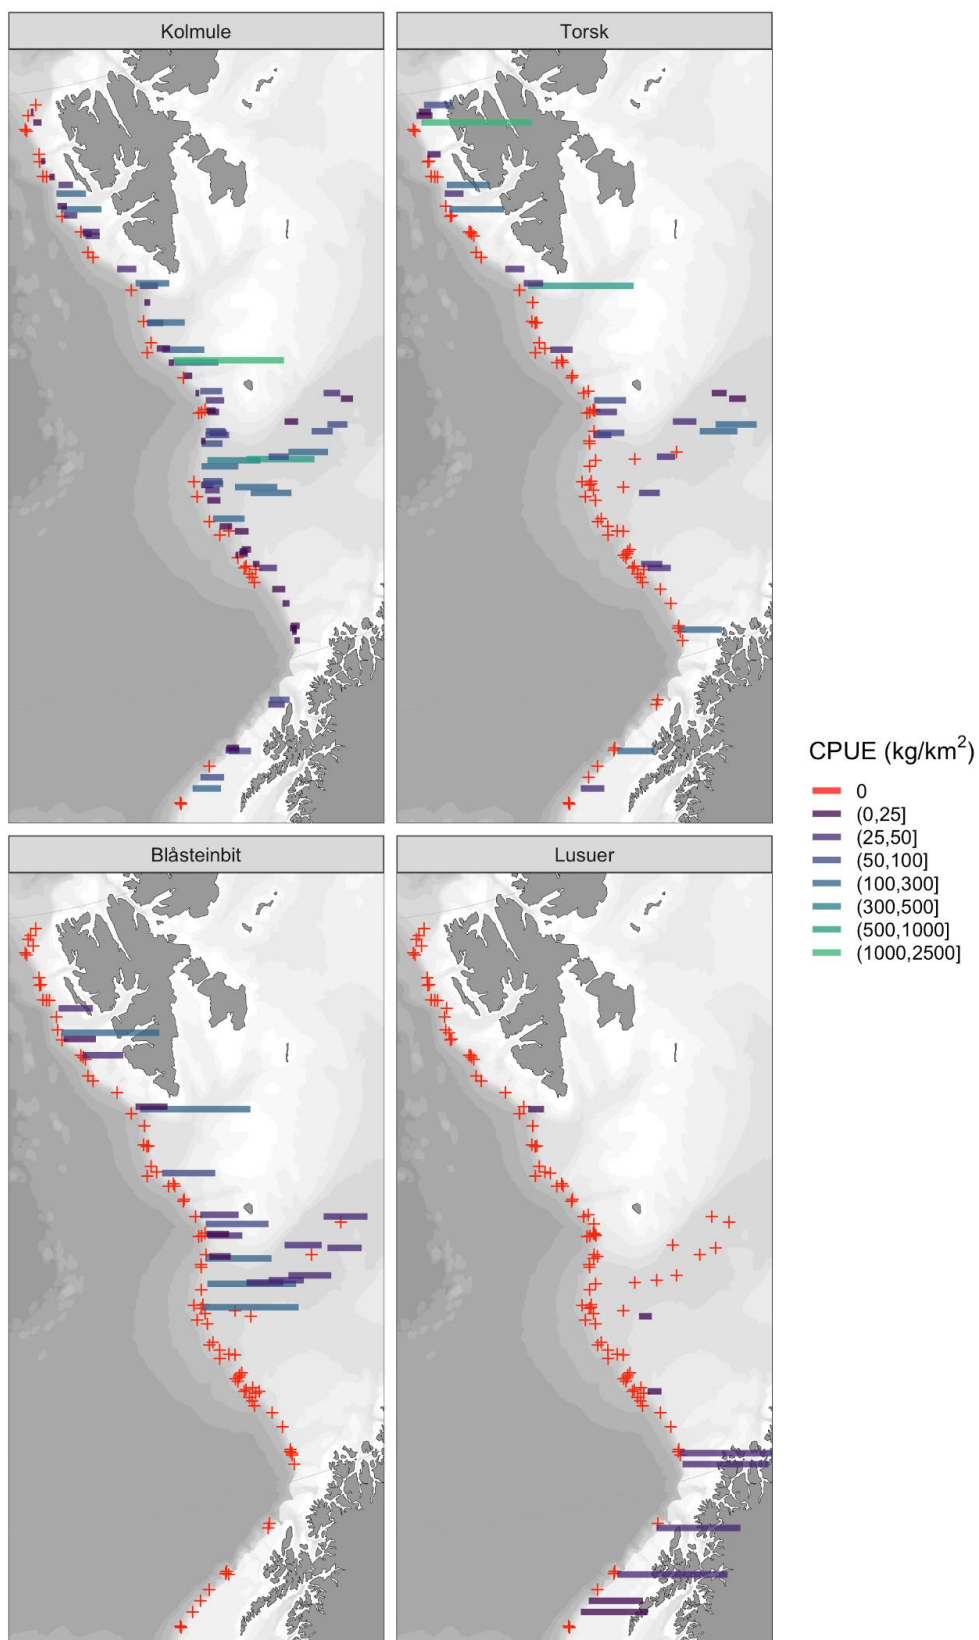 Kolmule
Torsk
Blåsteinbit
Lusuer
CPUE (kg/km²)
0
(0,25]
(25,50]
(50,100]
(100,300]
(300,500]
(500,1000]
(1000,2500]